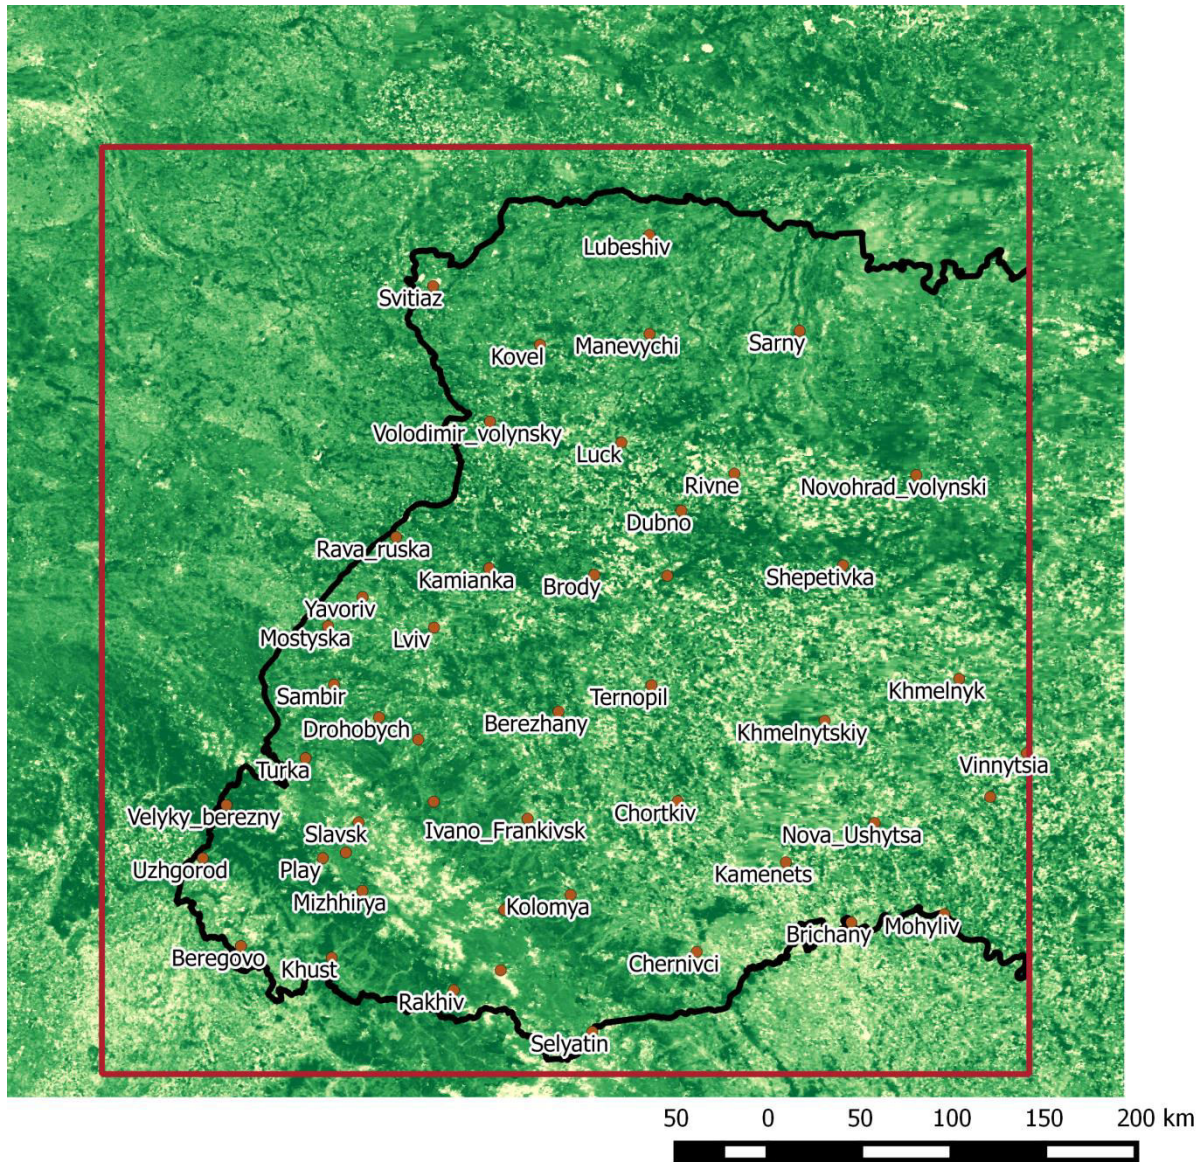 Lubeshiv
Svitiaz
Kovel
Manevychi
Sarny
Volodimir_volynsky
Luck
Rivne
Novohrad_volynski
Dubno
Rava_ruska
Kamianka
Brody
Shepetivka
Yavoriv
Mostyska
Lviv
Sambir
Ternopil
Khmelnyk
Drohobych
Berezhany
Khmelnytskiy
Turka
Vinnytsia
Velyky_berezny
Slavsk
Ivano_Frankivsk
Chortkiv
Nova_Ushytsa
Uzhgorod
Play
Kamenets
Mizhhirya
Kolomya
Brichany
Mohyliv
Beregovo
Khust
Chernivci
Rakhiv
Selyatin
50 0 50 100 150 200 km